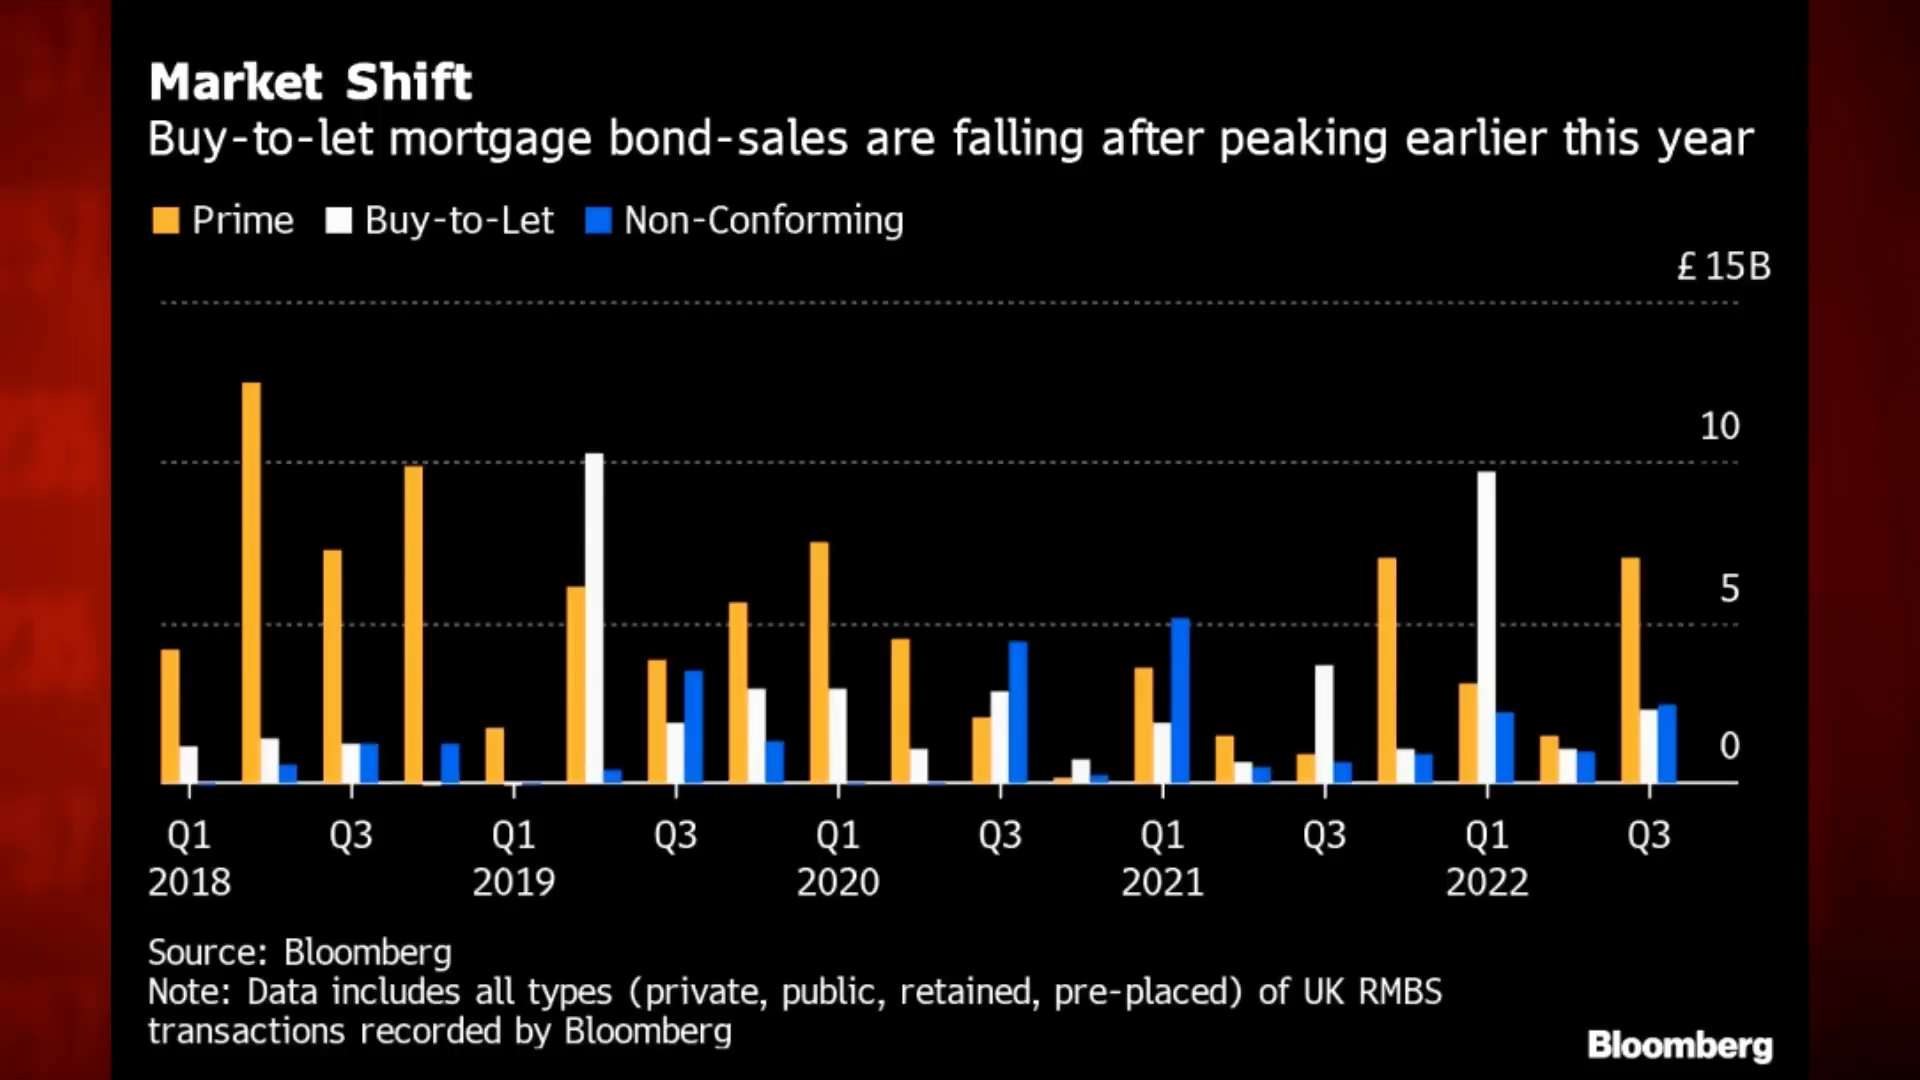 Market Shift
Buy-to-let mortgage bond-sales are falling after peaking earlier this year
Prime Buy-to-Let Non-Conforming
£ 15B
10
5
0
Q1 Q3 Q1 Q3 Q1 Q3 Q1 Q3 Q1 Q3
2018 2019 2020 2021 2022
Source: Bloomberg
Note: Data includes all types (private, public, retained, pre-placed) of UK RMBS
transactions recorded by Bloomberg
Bloomberg